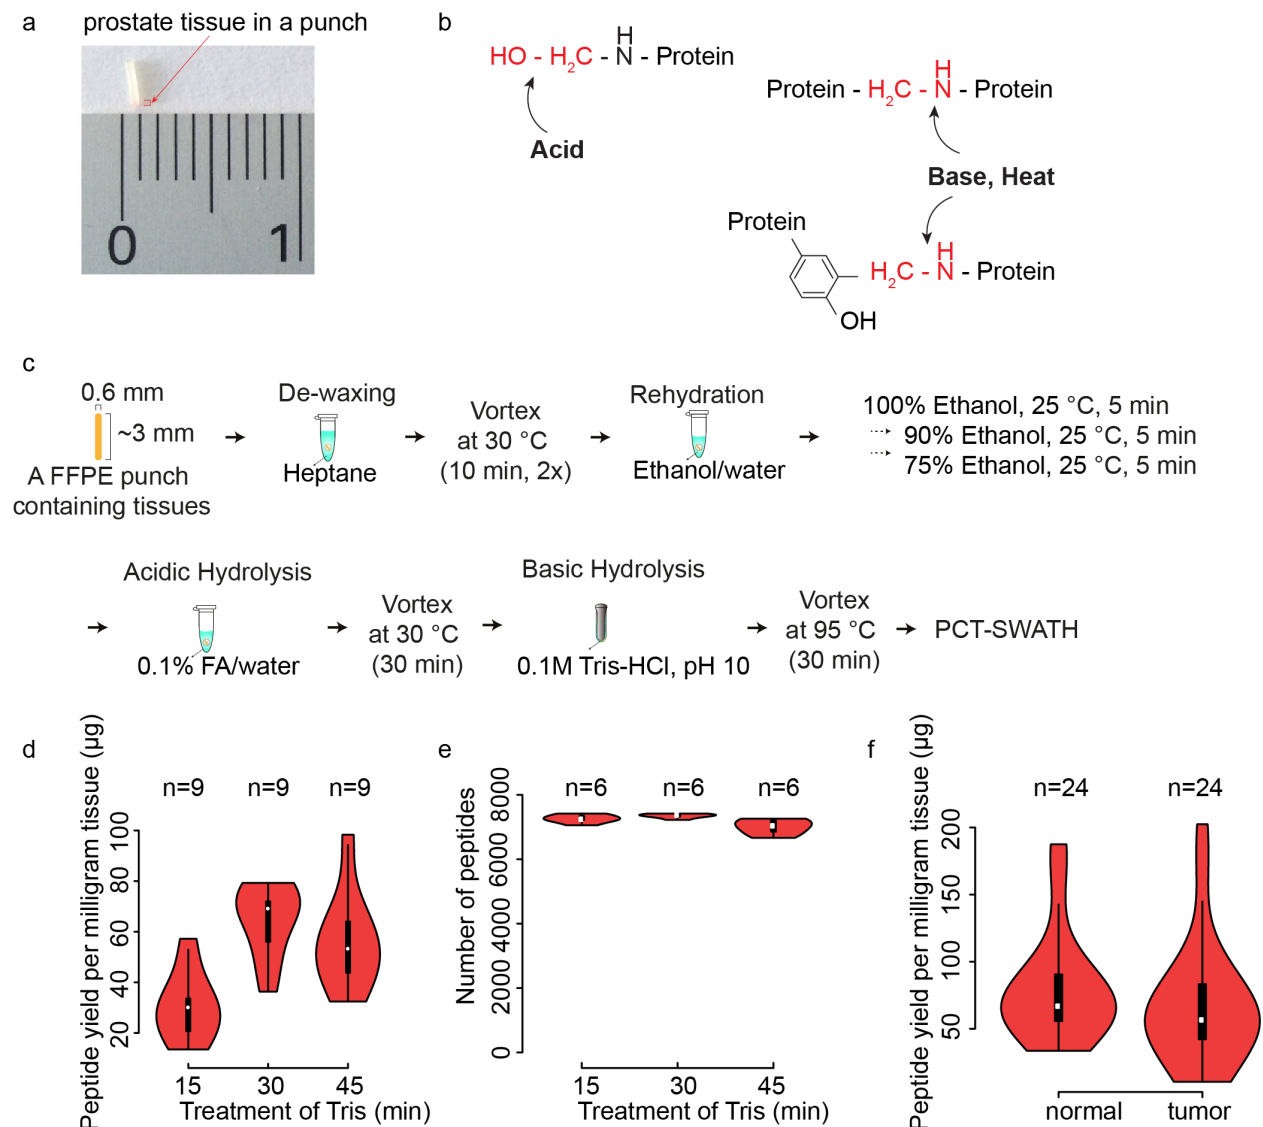 a
prostate tissue in a punch
0
1
b
HO - H2C - N - Protein
H
Acid
H
Protein - H2C - N - Protein
Base, Heat
Protein
H
H2C - N - Protein
OH
c
0.6 mm
~3 mm
A FFPE punch
containing tissues
De-waxing
Heptane
Vortex
at 30 °C
(10 min, 2x)
Rehydration
Ethanol/water
100% Ethanol, 25 °C, 5 min
90% Ethanol, 25 °C, 5 min
75% Ethanol, 25 °C, 5 min
Acidic Hydrolysis
0.1% FA/water
Vortex
at 30 °C
(30 min)
Basic Hydrolysis
0.1M Tris-HCl, pH 10
Vortex
at 95 °C
(30 min)
PCT-SWATH
d
Peptide yield per milligram tissue (μg)
n=9 n=9 n=9
100
80
60
40
20
15 30 45
Treatment of Tris (min)
e
Number of peptides
n=6 n=6 n=6
8000
6000
4000
2000
0
15 30 45
Treatment of Tris (min)
f
Peptide yield per milligram tissue (μg)
n=24 n=24
200
150
100
50
normal tumor